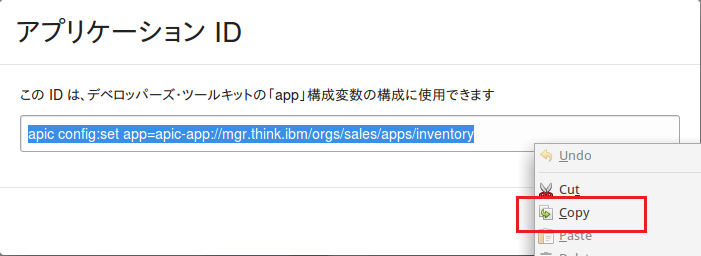 アプリケーション ID
この ID は、デベロッパーズ・ツールキットの「app」構成変数の構成に使用できます
apic config:set app=apic-app://mgr.think.ibm/orgs/sales/apps/inventory
Undo
Cut
Copy
Paste